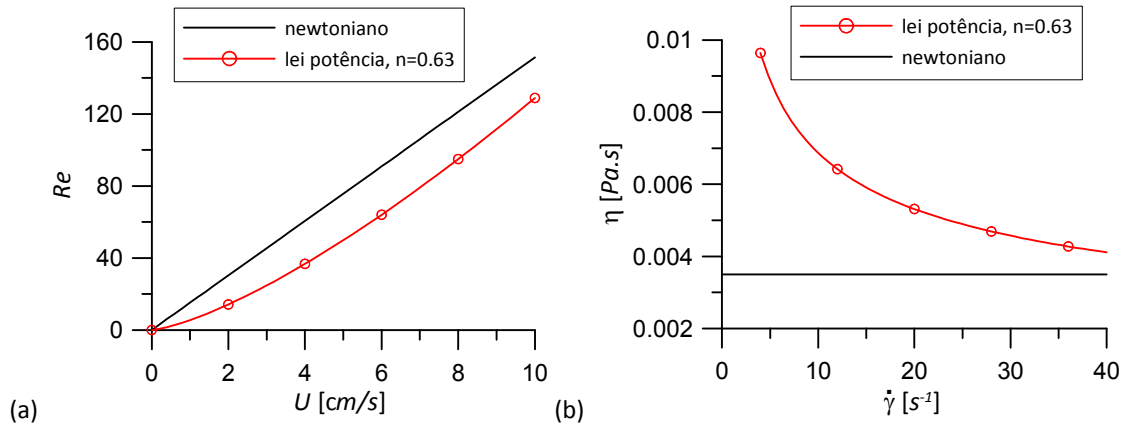 newtoniano
lei potência, n=0.63
160
120
80
40
0
Re
0
2
4
6
8
10
U [cm/s]
(a)
lei potência, n=0.63
newtoniano
0.01
0.008
0.006
0.004
0.002
η [Pa.s]
0
10
20
30
40
γ̇ [s⁻¹]
(b)